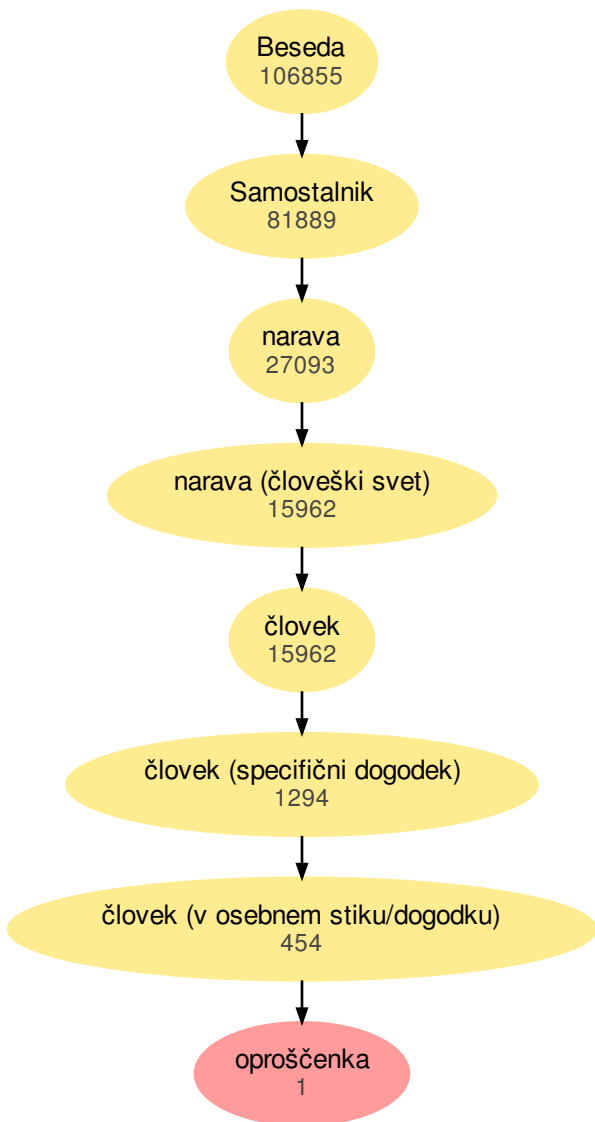 Beseda
106855
Samostalnik
81889
narava
27093
narava (človeški svet)
15962
človek
15962
človek (specifični dogodek)
1294
človek (v osebnem stiku/dogodku)
454
oproščenka
1